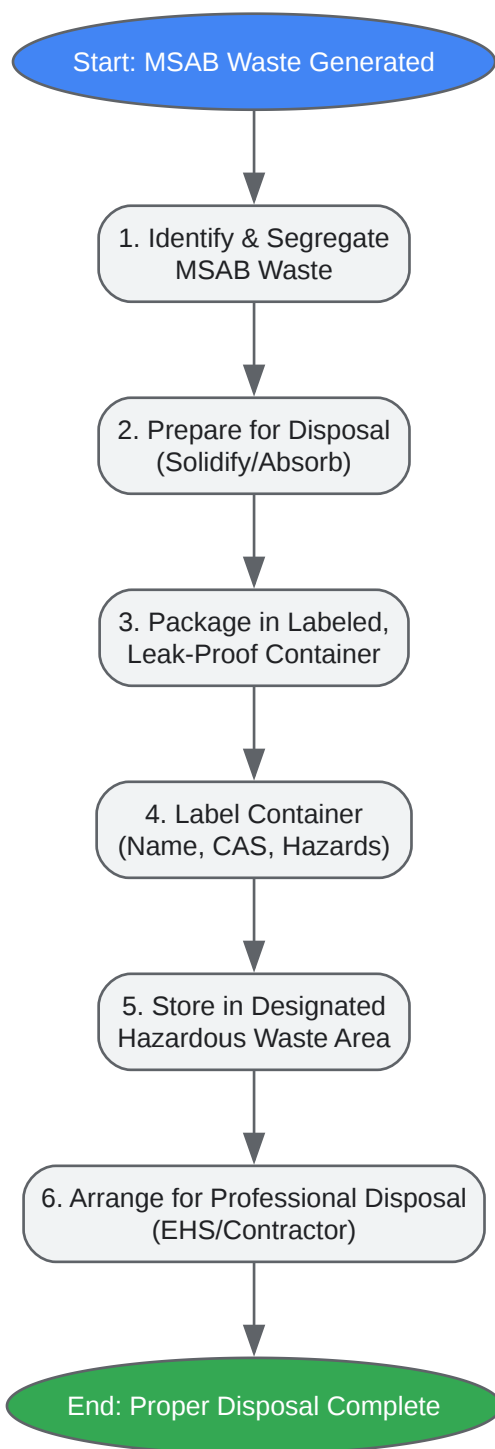 Start: MSAB Waste Generated
1. Identify & Segregate
MSAB Waste
2. Prepare for Disposal
(Solidify/Absorb)
3. Package in Labeled,
Leak-Proof Container
4. Label Container
(Name, CAS, Hazards)
5. Store in Designated
Hazardous Waste Area
6. Arrange for Professional Disposal
(EHS/Contractor)
End: Proper Disposal Complete